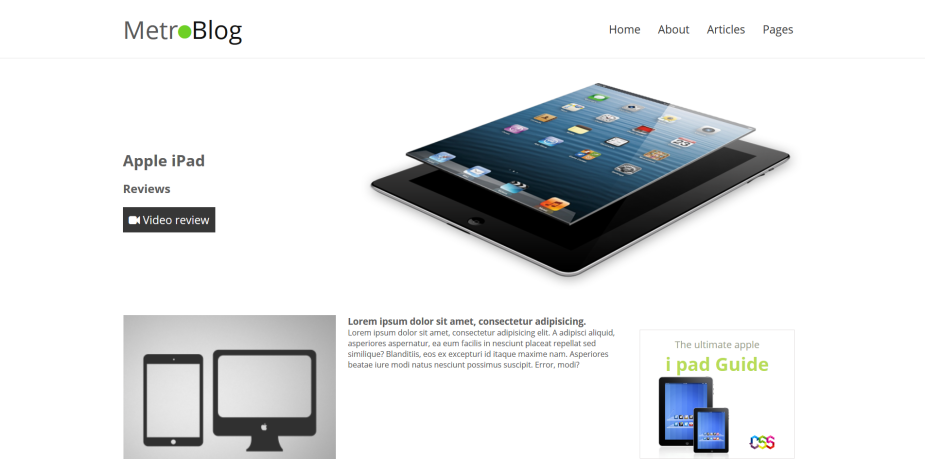 Metr Blog
Home About Articles Pages
Apple iPad
Reviews
Video review
Lorem ipsum dolor sit amet, consectetur adipisicing.
Lorem ipsum dolor sit amet, consectetur adipisicing elit. A adipisci aliquid,
asperiores aspernatur, ea eum facilis in nesciunt placeat repellat sed
similique? Blanditiis, eos ex excepturi id itaque maxime nam. Asperiores
beatae iure modi natus nesciunt possimus suscipit. Error, modi?
The ultimate apple
i pad Guide
CSS